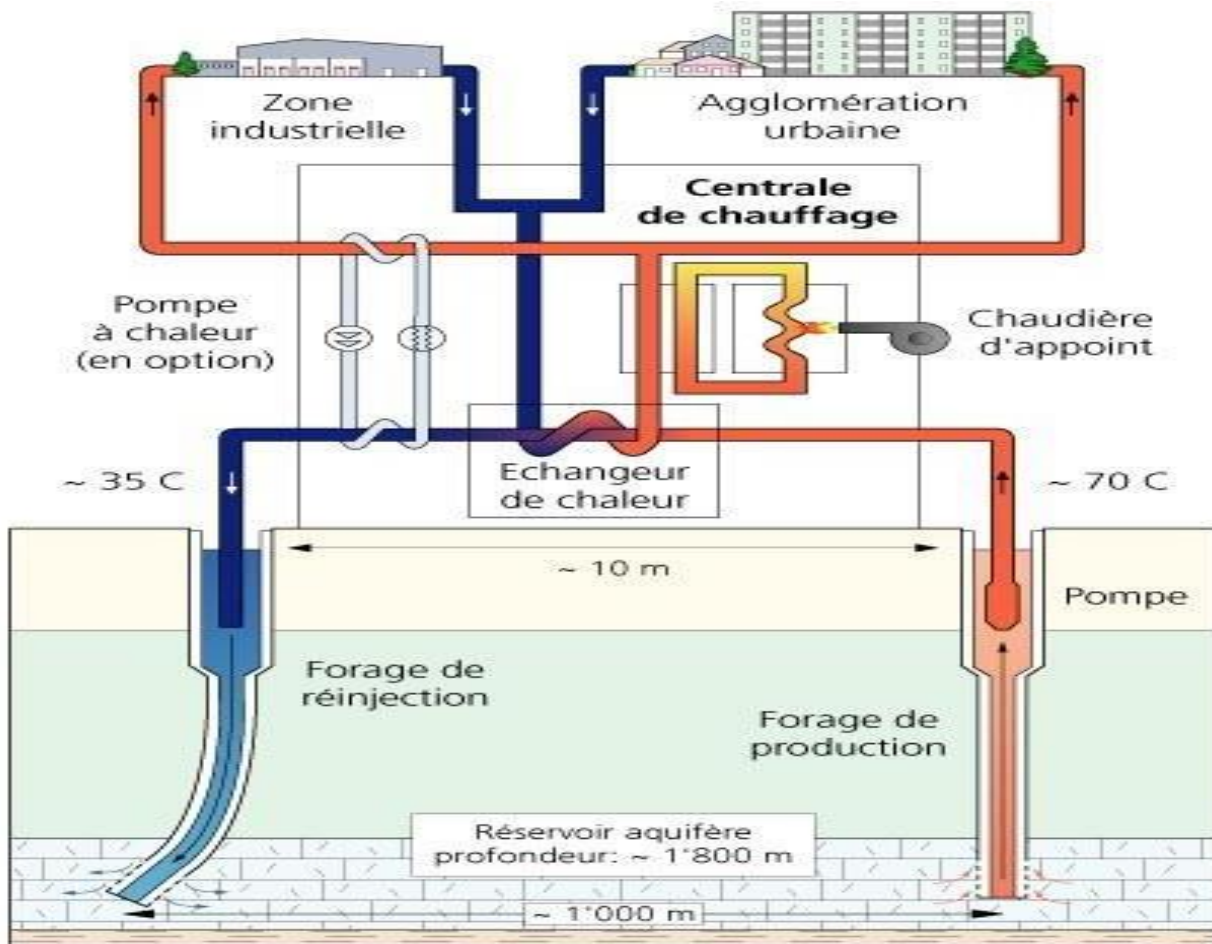 Zone
industrielle
Agglomération
urbaine
Centrale
de chauffage
Pompe
à chaleur
(en option)
Chaudière
d'appoint
~ 35 C
Echangeur
de chaleur
~ 70 C
~ 10 m
Pompe
Forage de
réinjection
Forage de
production
Réservoir aquifère
profondeur: ~ 1'800 m
~ 1'000 m